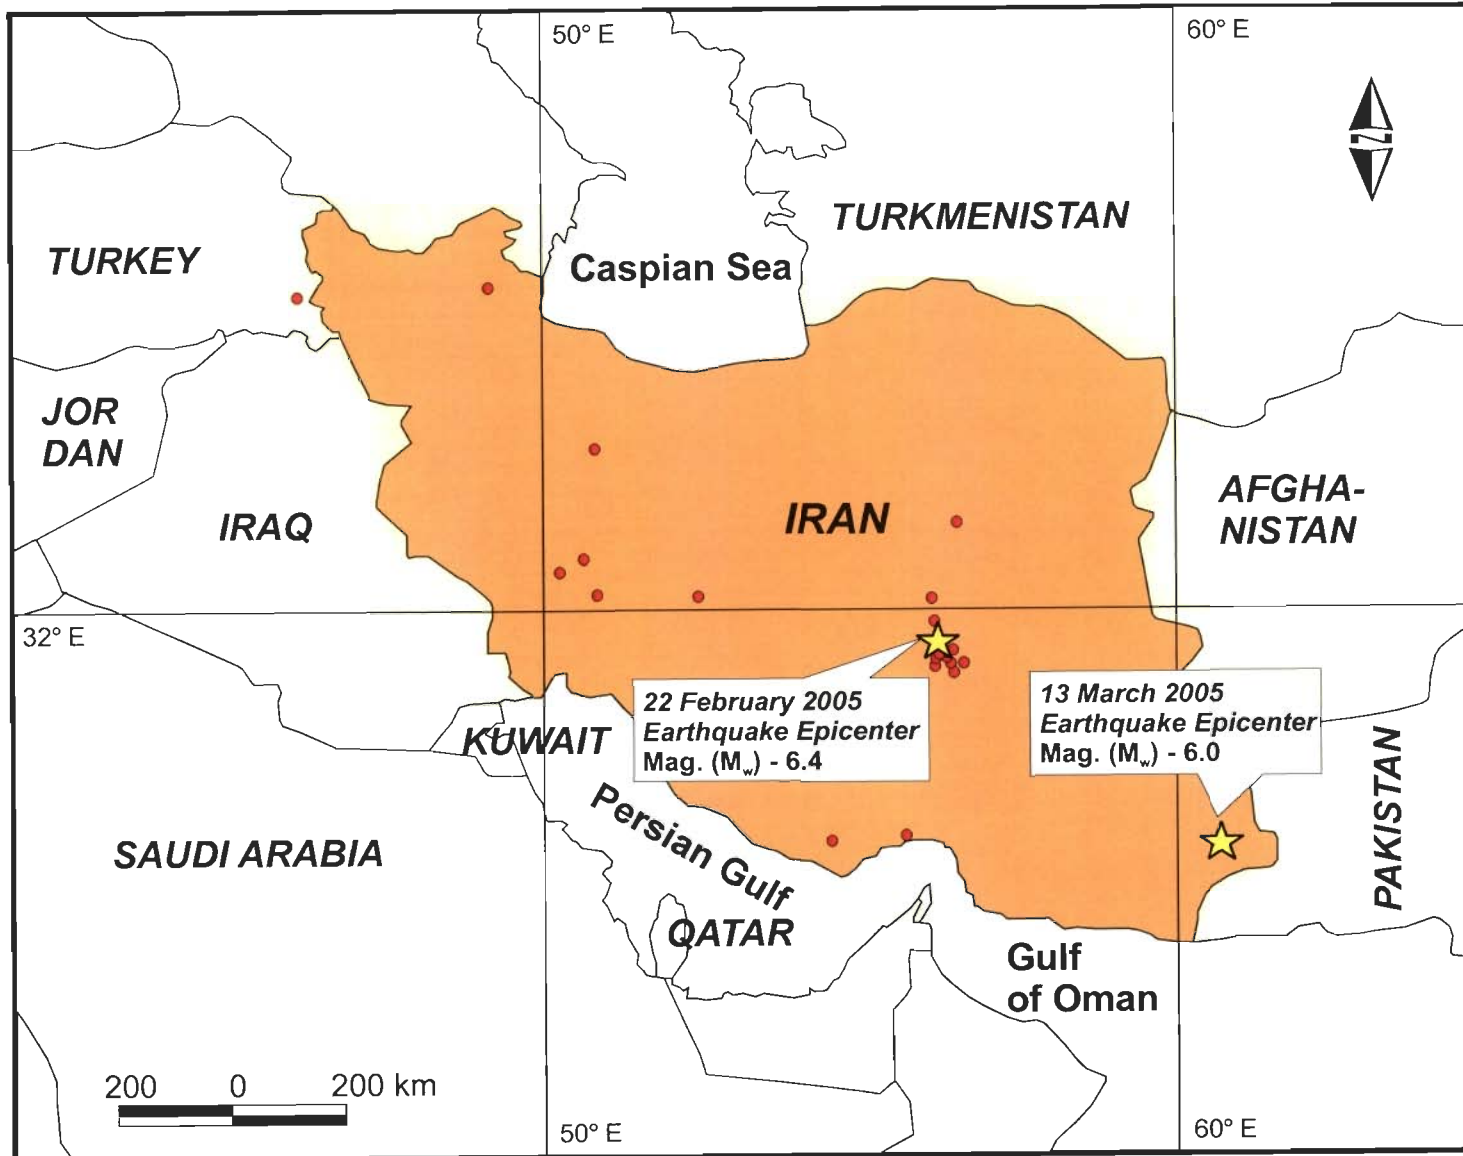 50° E
60° E
N
TURKMENISTAN
TURKEY
Caspian Sea
JOR
DAN
IRAQ
IRAN
AFGHA-
NISTAN
32° E
22 February 2005
Earthquake Epicenter
Mag. (Mw) - 6.4
13 March 2005
Earthquake Epicenter
Mag. (Mw) - 6.0
KUWAIT
Persian Gulf
PAKISTAN
SAUDI ARABIA
QATAR
Gulf
of Oman
200 0 200 km
50° E
60° E